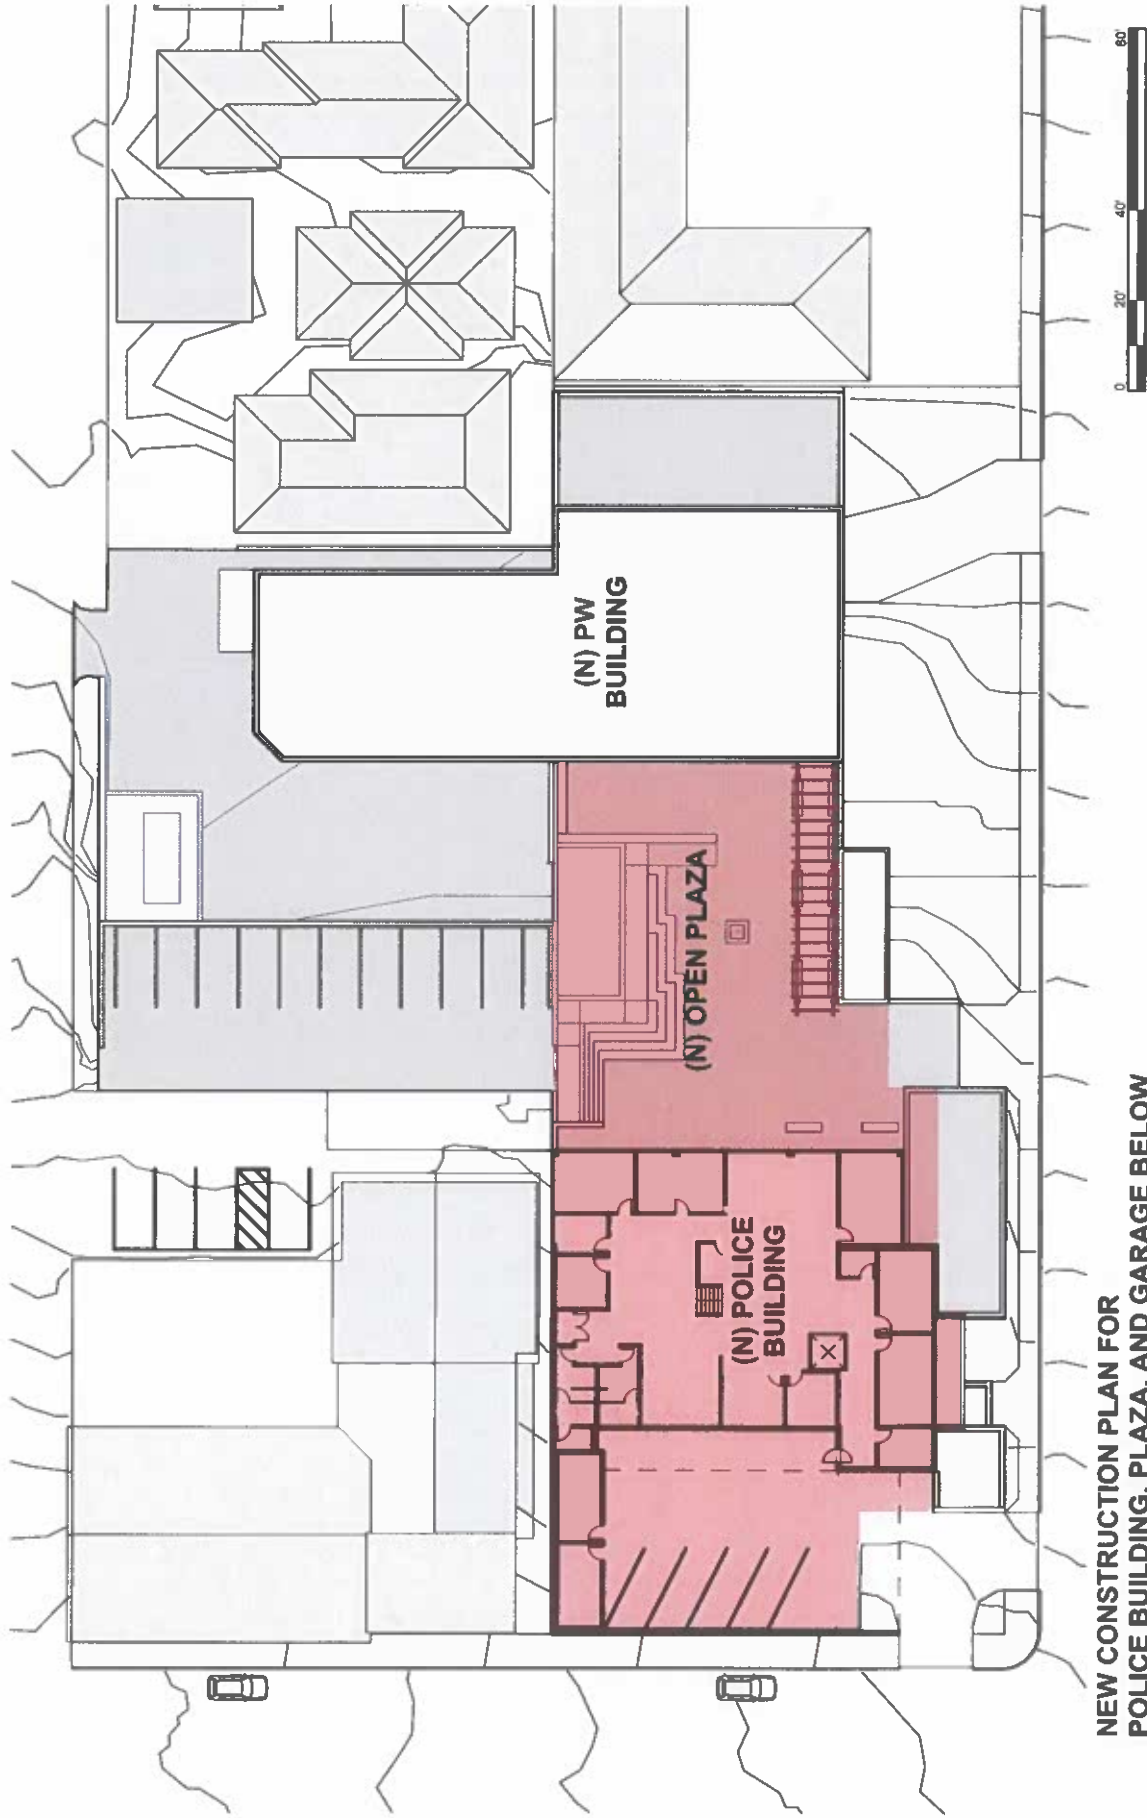 (N) PW
BUILDING
(N) OPEN PLAZA
(N) POLICE
BUILDING
0 20' 40' 80'
NEW CONSTRUCTION PLAN FOR
POLICE BUILDING, PLAZA, AND GARAGE BELOW